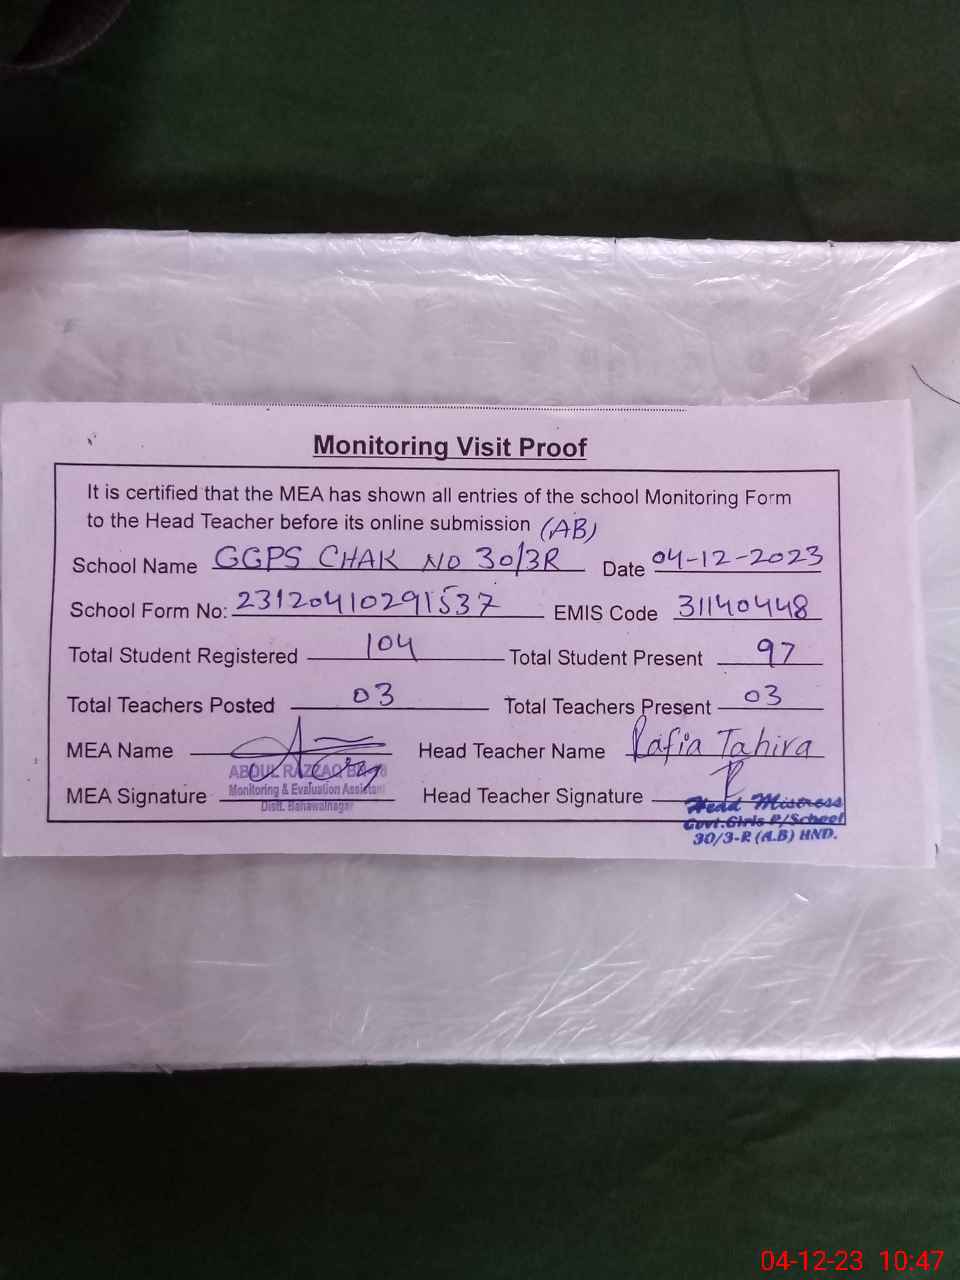 Monitoring Visit Proof
It is certified that the MEA has shown all entries of the school Monitoring Form
to the Head Teacher before its online submission (AB)
School Name GGPS CHAK NO 30/3R Date 04-12-2023
School Form No: 23120410291537 EMIS Code 31140448
Total Student Registered 104 Total Student Present 97
Total Teachers Posted 03 Total Teachers Present 03
MEA Name Head Teacher Name Rafia Tahira
ABDUL RAZZAQ
MEA Signature Monitoring & Evaluation Assistant Head Teacher Signature
Distt. Bahawalnagar
Head Mistress
Govt. Girls P/School
30/3-R (A.B) HND.
04-12-23 10:47